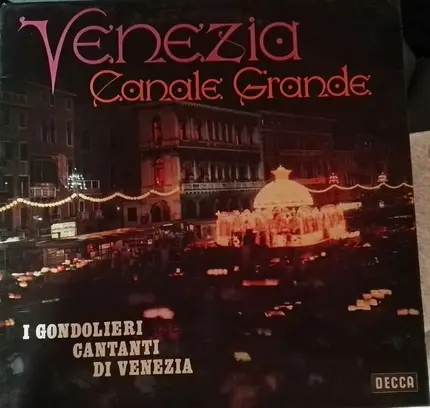 VENEZIA
Canale Grande
I GONDOLIERI
CANTANTI
DI VENEZIA
DECCA